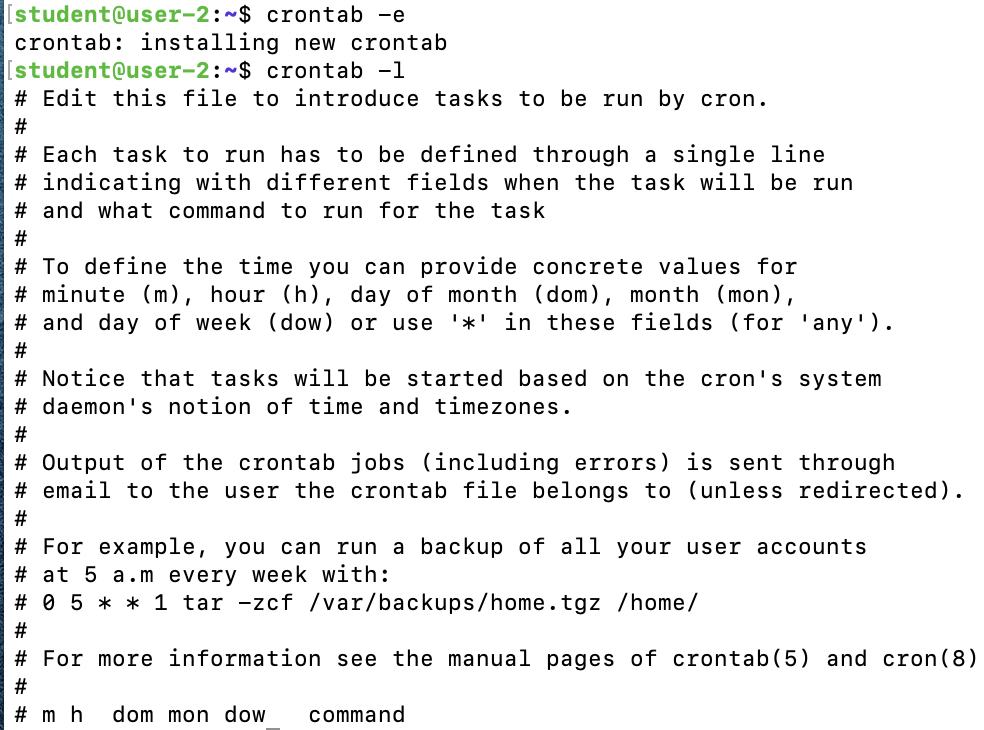 [student@user-2:~$ crontab -e
crontab: installing new crontab
[student@user-2:~$ crontab -l
# Edit this file to introduce tasks to be run by cron.
#
# Each task to run has to be defined through a single line
# indicating with different fields when the task will be run
# and what command to run for the task
#
# To define the time you can provide concrete values for
# minute (m), hour (h), day of month (dom), month (mon),
# and day of week (dow) or use '*' in these fields (for 'any').
#
# Notice that tasks will be started based on the cron's system
# daemon's notion of time and timezones.
#
# Output of the crontab jobs (including errors) is sent through
# email to the user the crontab file belongs to (unless redirected).
#
# For example, you can run a backup of all your user accounts
# at 5 a.m every week with:
# 0 5 * * 1 tar -zcf /var/backups/home.tgz /home/
#
# For more information see the manual pages of crontab(5) and cron(8)
#
# m h  dom mon dow_  command